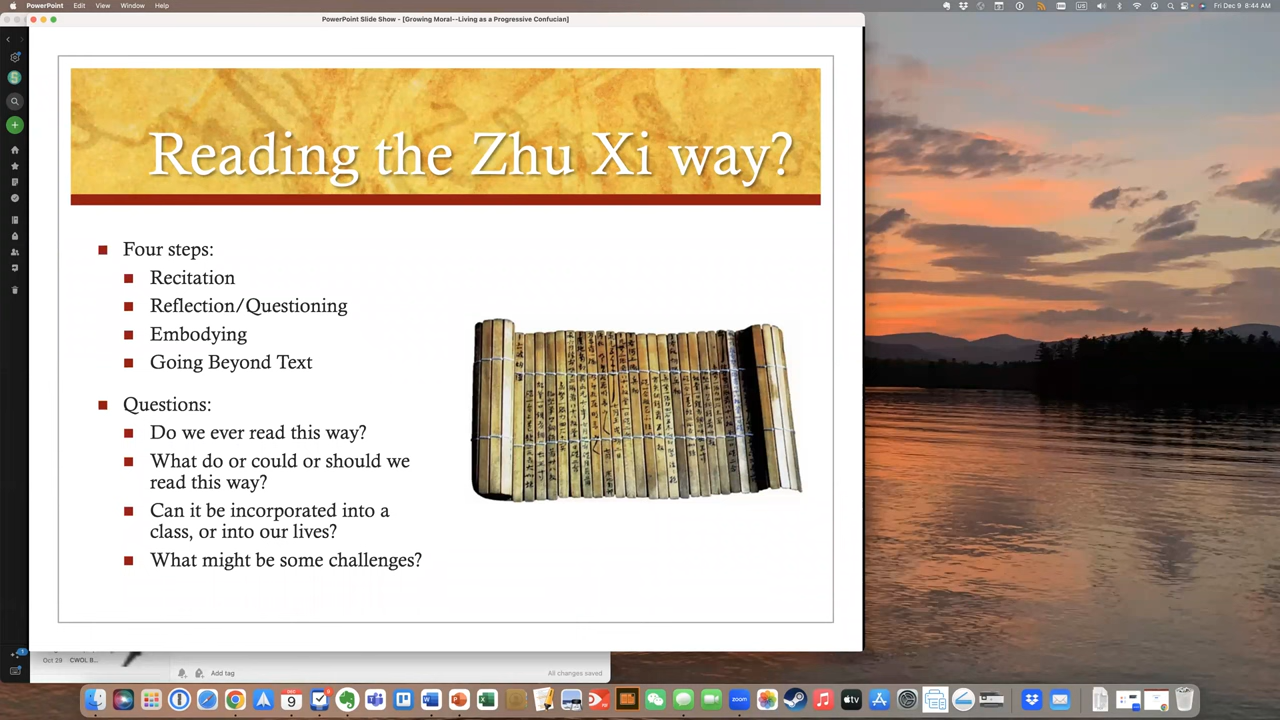 PowerPoint Edit View Window Help
Fri Dec 9 8:44 AM
PowerPoint Slide Show - [Growing Moral--Living as a Progressive Confucian]
Reading the Zhu Xi way?
Four steps:
Recitation
Reflection/Questioning
Embodying
Going Beyond Text
Questions:
Do we ever read this way?
What do or could or should we
read this way?
Can it be incorporated into a
class, or into our lives?
What might be some challenges?
Oct 29 CWOL B...
Add tag
All changes saved
zoom
tv